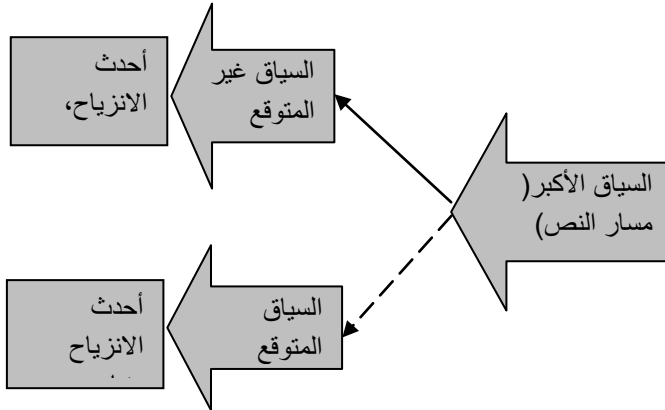 السياق الأكبر(
مسار النص)
السياق غير
المتوقع
أحدث
الانزياح،
السياق
المتوقع
أحدث
الانزياح